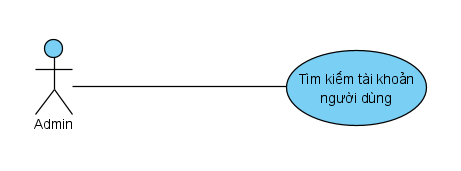 Tìm kiếm tài khoản
người dùng
Admin